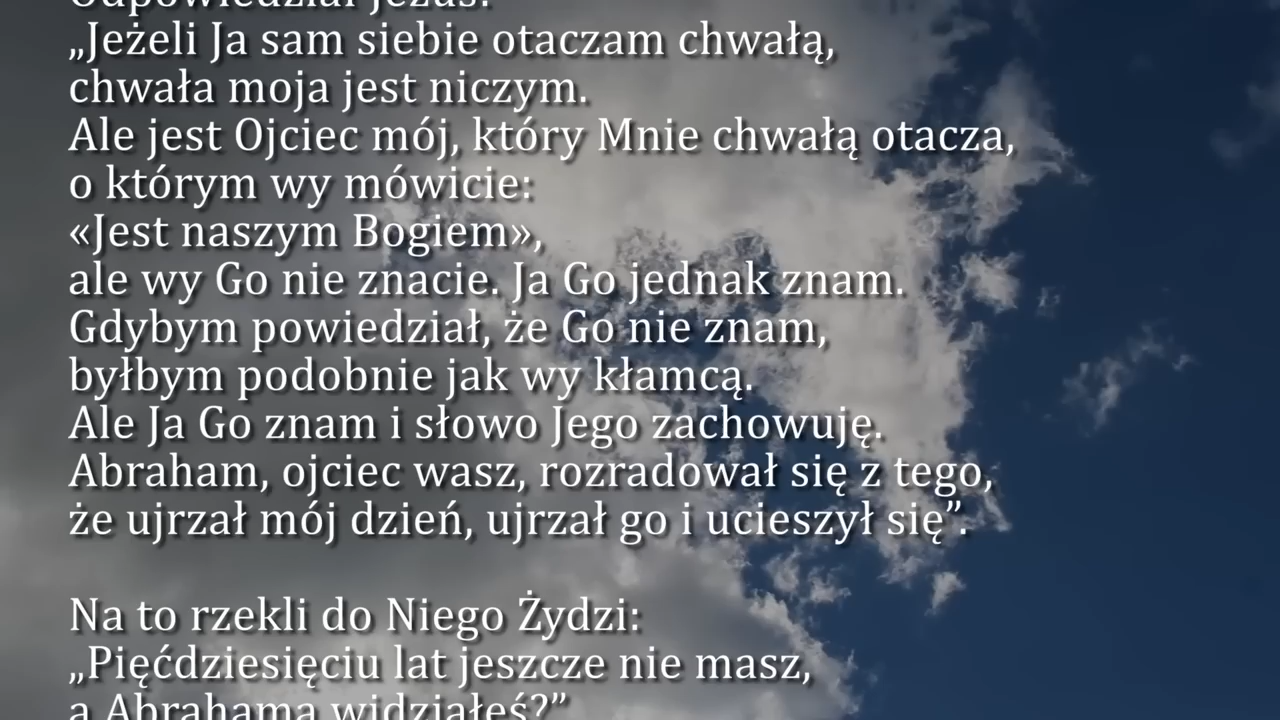 Odpowiedział Jezus:
„Jeżeli Ja sam siebie otaczam chwałą,
chwała moja jest niczym.
Ale jest Ojciec mój, który Mnie chwałą otacza,
o którym wy mówicie:
«Jest naszym Bogiem»,
ale wy Go nie znacie. Ja Go jednak znam.
Gdybym powiedział, że Go nie znam,
byłbym podobnie jak wy kłamcą.
Ale Ja Go znam i słowo Jego zachowuję.
Abraham, ojciec wasz, rozradował się z tego,
że ujrzał mój dzień, ujrzał go i ucieszył się”.
Na to rzekli do Niego Żydzi:
„Pięćdziesięciu lat jeszcze nie masz,
a Abrahama widziałeś?”